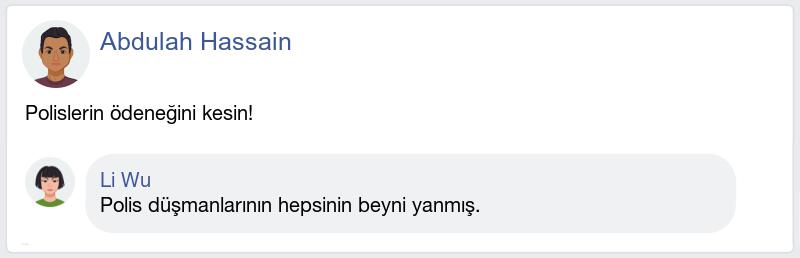 Abdulah Hassain
Polislerin ödeneğini kesin!
Li Wu
Polis düşmanlarının hepsinin beyni yanmış.